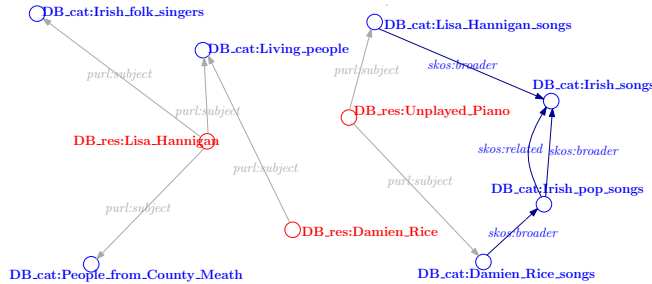 DB_cat:Irish_folk_singers
DB_cat:Lisa_Hannigan_songs
DB_cat:Living_people
skos:broader
purl:subject
purl:subject
DB_cat:Irish_songs
purl:subject
DB_res:Unplayed_Piano
DB_res:Lisa_Hannigan
skos:related
skos:broader
purl:subject
purl:subject
DB_cat:Irish_pop_songs
purl:subject
DB_res:Damien_Rice
skos:broader
DB_cat:People_from_County_Meath
DB_cat:Damien_Rice_songs